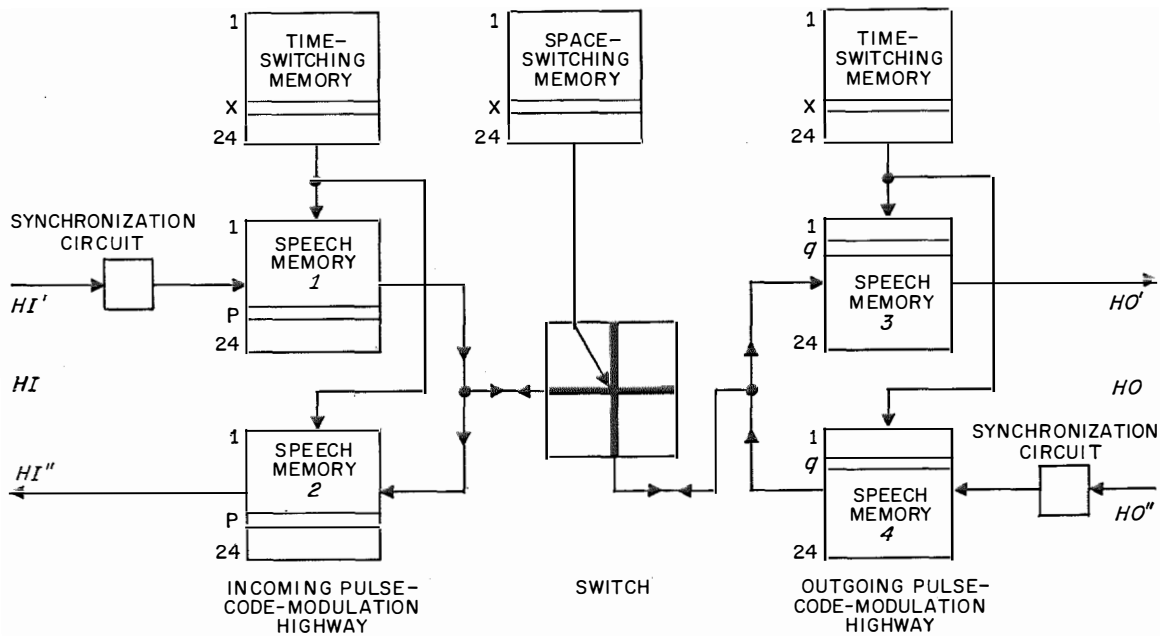 1
TIME-
SWITCHING
MEMORY
X
24
1
SPACE-
SWITCHING
MEMORY
X
24
1
TIME-
SWITCHING
MEMORY
X
24
SYNCHRONIZATION
CIRCUIT
HI'
1
SPEECH
MEMORY
1
P
24
1
q
SPEECH
MEMORY
3
24
HO'
HI
HO
1
SPEECH
MEMORY
2
P
24
HI"
1
q
SPEECH
MEMORY
4
24
SYNCHRONIZATION
CIRCUIT
HO"
INCOMING PULSE-
CODE-MODULATION
HIGHWAY
SWITCH
OUTGOING PULSE-
CODE-MODULATION
HIGHWAY